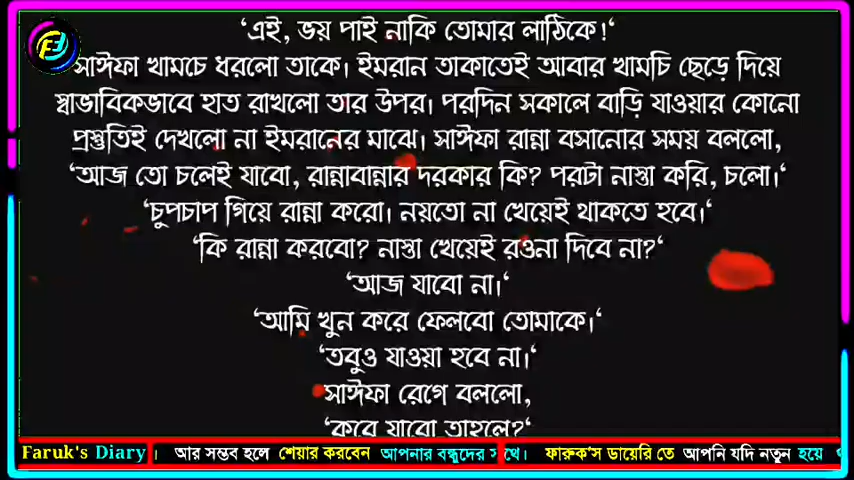 ‘এই, ভয় পাই নাকি তোমার লাঠিকে!‘
সাঈফা খামচে ধরলো তাকে। ইমরান তাকাতেই আবার খামচি ছেড়ে দিয়ে
স্বাভাবিকভাবে হাত রাখলো তার উপর। পরদিন সকালে বাড়ি যাওয়ার কোনো
প্রস্তুতিই দেখলো না ইমরানের মাঝে। সাঈফা রান্না বসানোর সময় বললো,
‘আজ তো চলেই যাবো, রান্নাবান্নার দরকার কি? পরটা নাস্তা করি, চলো।‘
‘চুপচাপ গিয়ে রান্না করো। নয়তো না খেয়েই থাকতে হবে।‘
‘কি রান্না করবো? নাস্তা খেয়েই রওনা দিবে না?‘
‘আজ যাবো না।‘
‘আমি খুন করে ফেলবো তোমাকে।‘
‘তবুও যাওয়া হবে না।‘
সাঈফা রেগে বললো,
‘কবে যাবো তাহলে?‘
Faruk's Diary আর সম্ভব হলে শেয়ার করবেন আপনার বন্ধুদের সাথে। ফারুক'স ডায়েরি তে আপনি যদি নতুন হয়ে